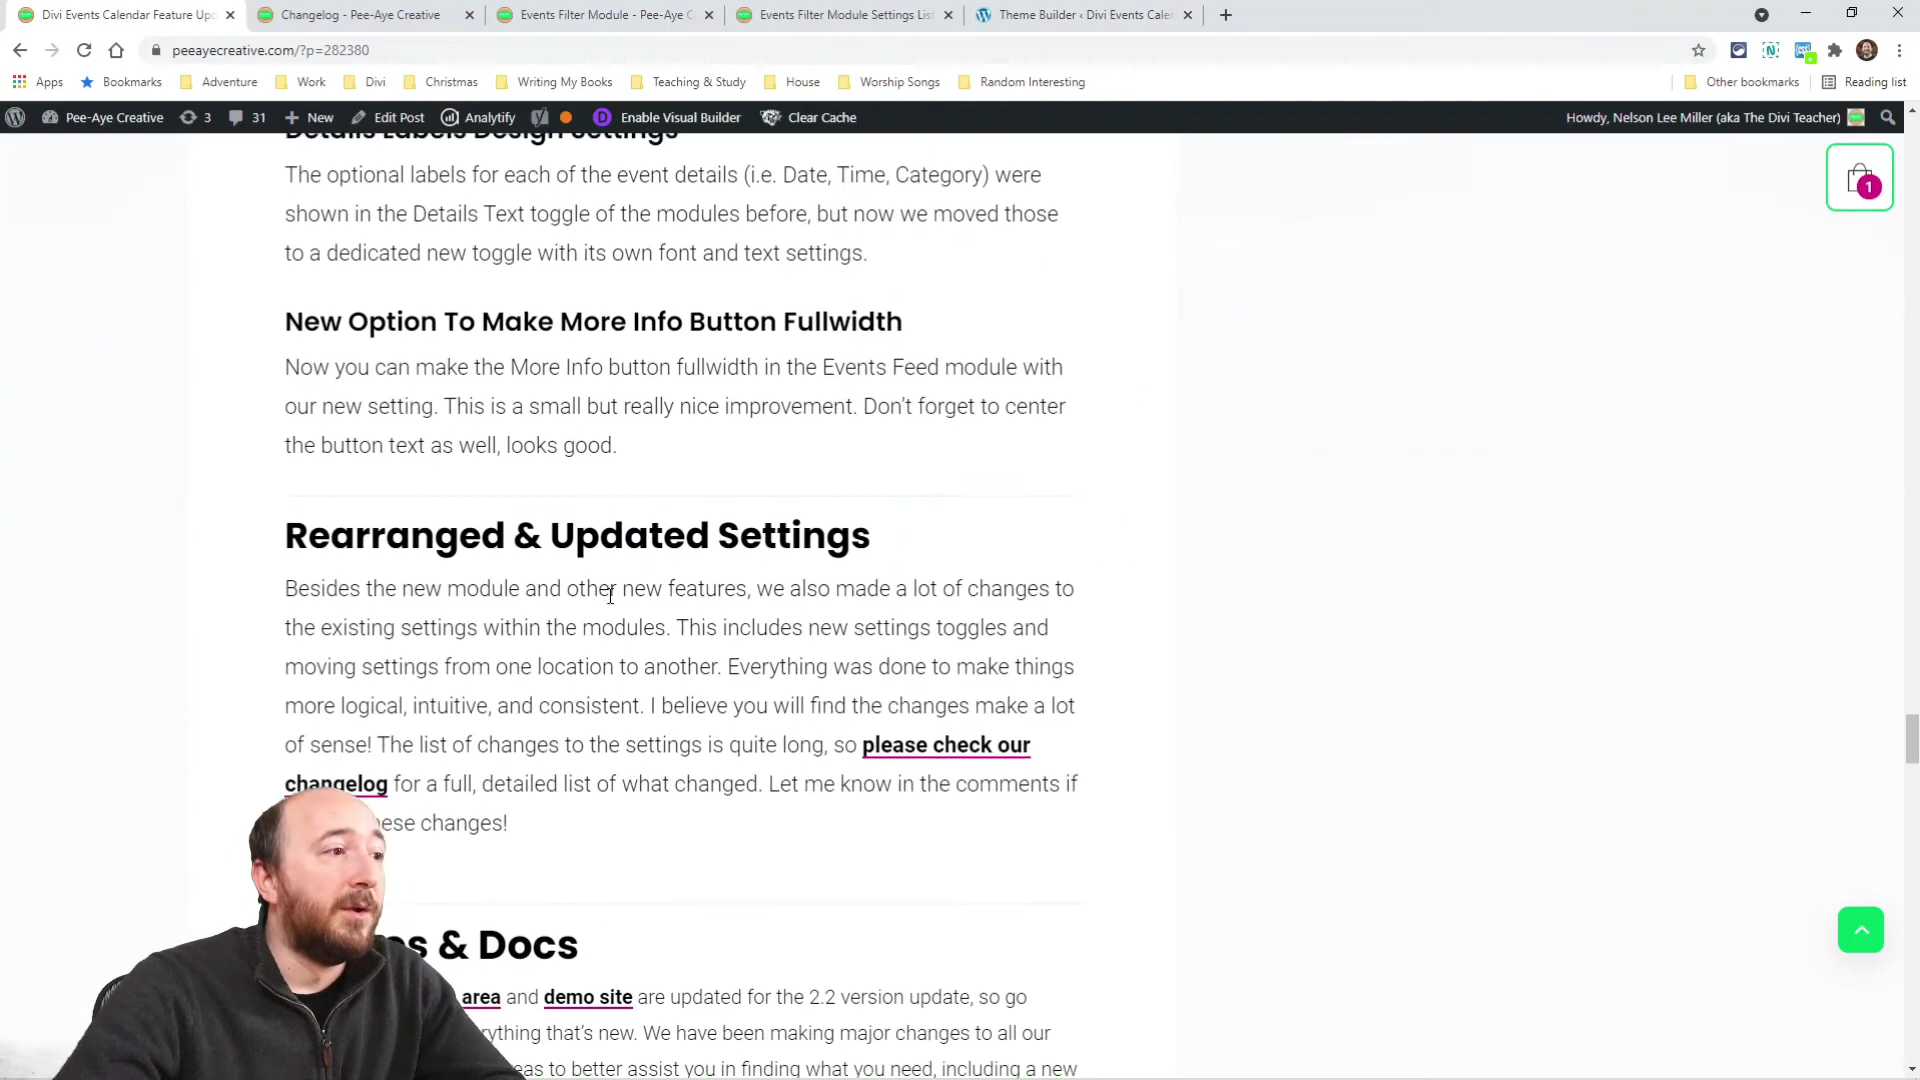 Divi Events Calendar Feature Upd
Changelog - Pee-Aye Creative
Events Filter Module - Pee-Aye C
Events Filter Module Settings List
Theme Builder ‹ Divi Events Cale
peeayecreative.com/?p=282380
Apps
Bookmarks
Adventure
Work
Divi
Christmas
Writing My Books
Teaching & Study
House
Worship Songs
Random Interesting
Other bookmarks
Reading list
Pee-Aye Creative
3
31
New
Edit Post
Analytify
Enable Visual Builder
Clear Cache
Howdy, Nelson Lee Miller (aka The Divi Teacher)
1
Details Labels Design Settings
The optional labels for each of the event details (i.e. Date, Time, Category) were
shown in the Details Text toggle of the modules before, but now we moved those
to a dedicated new toggle with its own font and text settings.
New Option To Make More Info Button Fullwidth
Now you can make the More Info button fullwidth in the Events Feed module with
our new setting. This is a small but really nice improvement. Don’t forget to center
the button text as well, looks good.
Rearranged & Updated Settings
Besides the new module and other new features, we also made a lot of changes to
the existing settings within the modules. This includes new settings toggles and
moving settings from one location to another. Everything was done to make things
more logical, intuitive, and consistent. I believe you will find the changes make a lot
of sense! The list of changes to the settings is quite long, so please check our
changelog for a full, detailed list of what changed. Let me know in the comments if
these changes!
& Docs
area and demo site are updated for the 2.2 version update, so go
everything that’s new. We have been making major changes to all our
areas to better assist you in finding what you need, including a new